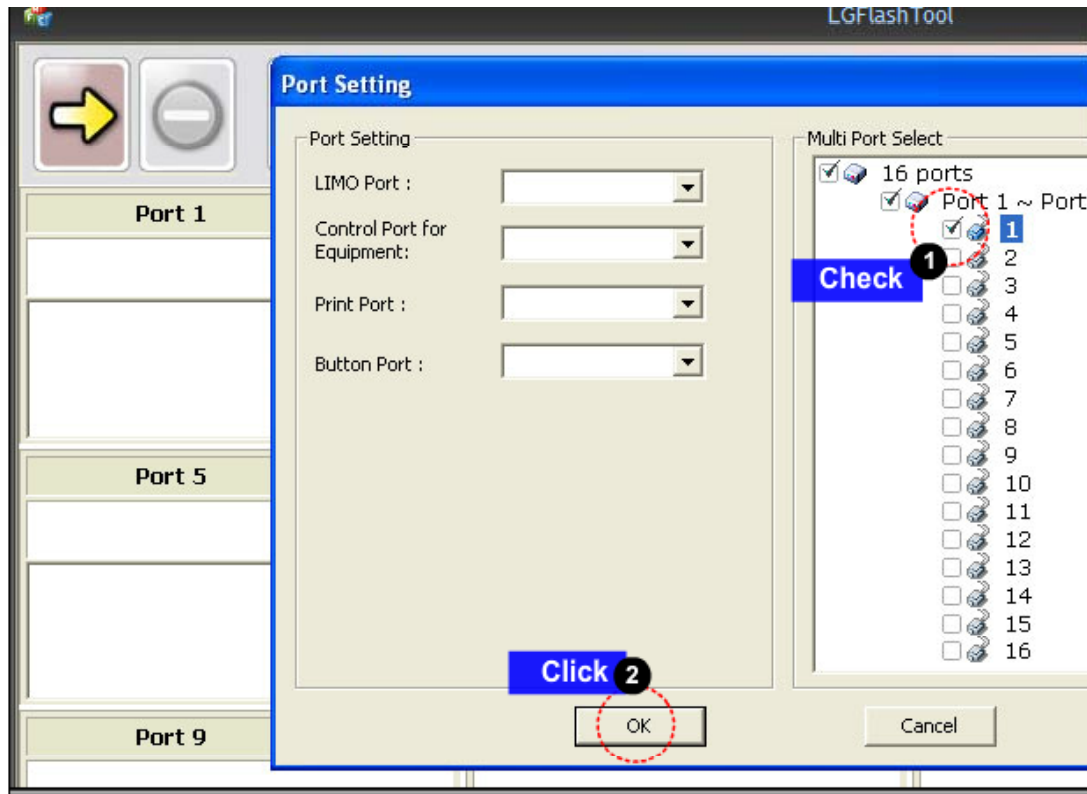 LGFlashTool
Port Setting
Port Setting
LIMO Port :
Control Port for
Equipment:
Print Port :
Button Port :
Multi Port Select
16 ports
Port 1 ~ Port
1
2
3
4
5
6
7
8
9
10
11
12
13
14
15
16
Check
1
Click
2
OK
Cancel
Port 1
Port 5
Port 9